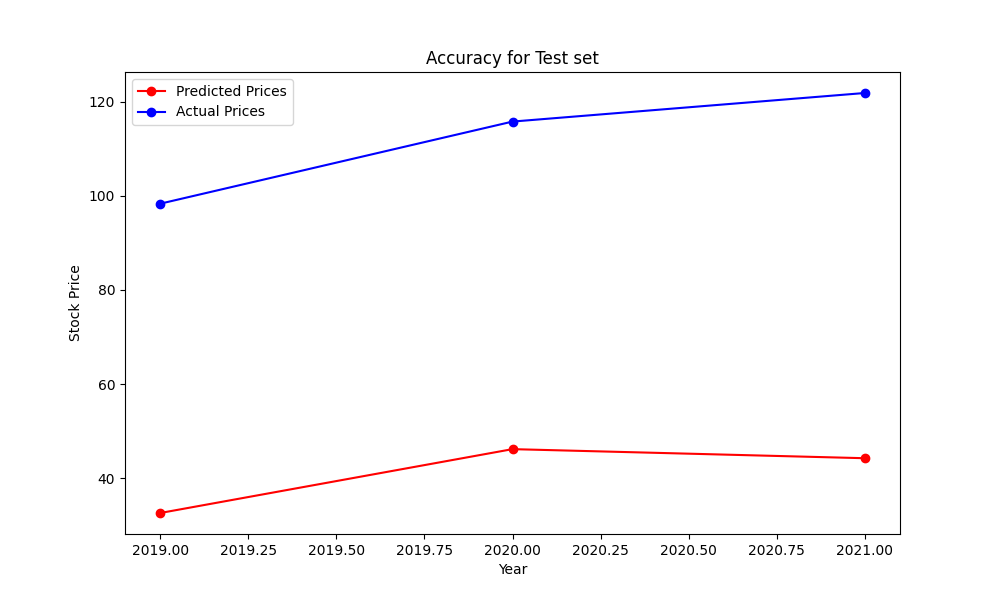 Accuracy for Test set
Predicted Prices
Actual Prices
120
100
80
60
40
Stock Price
2019.00 2019.25 2019.50 2019.75 2020.00 2020.25 2020.50 2020.75 2021.00
Year